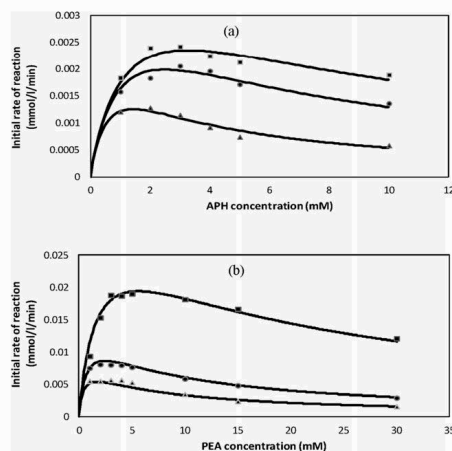 (a)
Initial rate of reaction
(mmol/l/min)
0.003
0.0025
0.002
0.0015
0.001
0.0005
0
0 2 4 6 8 10 12
APH concentration (mM)
(b)
Initial rate of reaction
(mmol/l/min)
0.025
0.02
0.015
0.01
0.005
0
0 5 10 15 20 25 30 35
PEA concentration (mM)